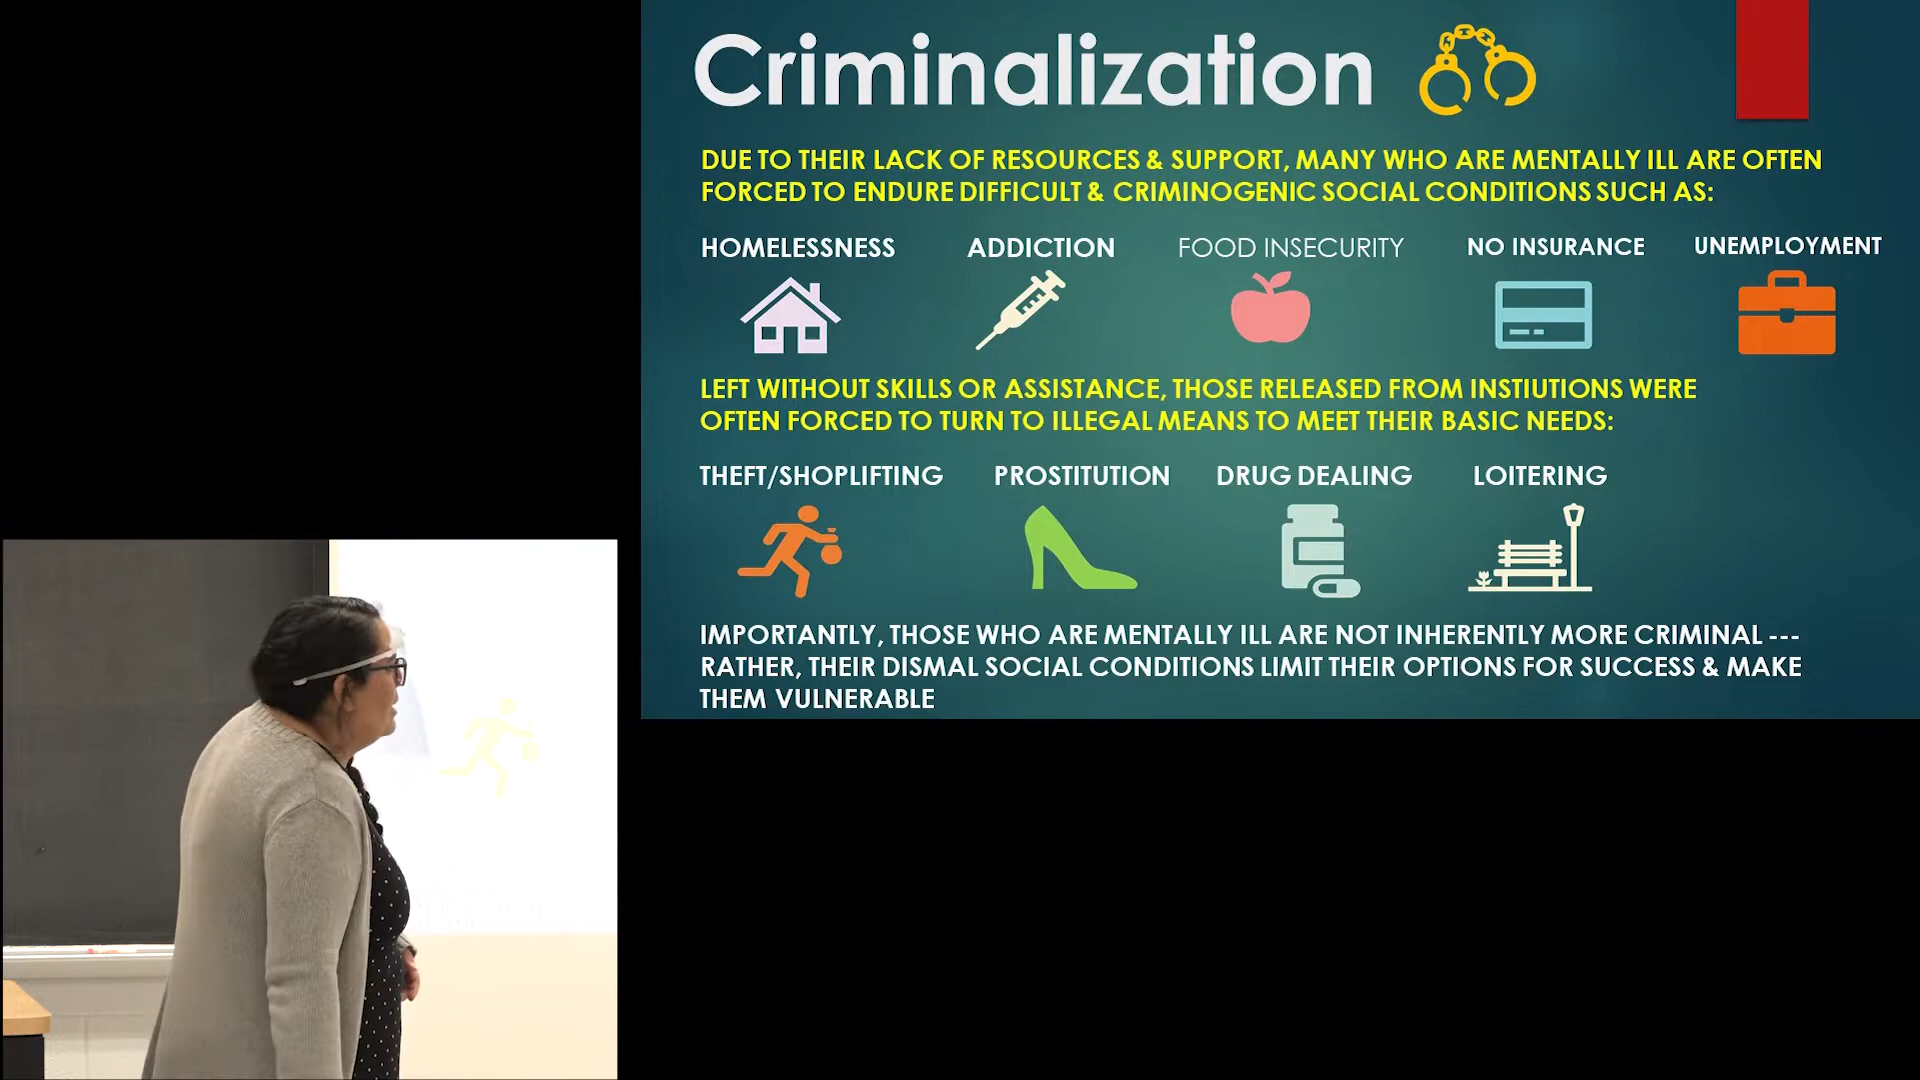 Criminalization
DUE TO THEIR LACK OF RESOURCES & SUPPORT, MANY WHO ARE MENTALLY ILL ARE OFTEN
FORCED TO ENDURE DIFFICULT & CRIMINOGENIC SOCIAL CONDITIONS SUCH AS:
HOMELESSNESS ADDICTION FOOD INSECURITY NO INSURANCE UNEMPLOYMENT
LEFT WITHOUT SKILLS OR ASSISTANCE, THOSE RELEASED FROM INSTIUTIONS WERE
OFTEN FORCED TO TURN TO ILLEGAL MEANS TO MEET THEIR BASIC NEEDS:
THEFT/SHOPLIFTING PROSTITUTION DRUG DEALING LOITERING
IMPORTANTLY, THOSE WHO ARE MENTALLY ILL ARE NOT INHERENTLY MORE CRIMINAL ---
RATHER, THEIR DISMAL SOCIAL CONDITIONS LIMIT THEIR OPTIONS FOR SUCCESS & MAKE
THEM VULNERABLE